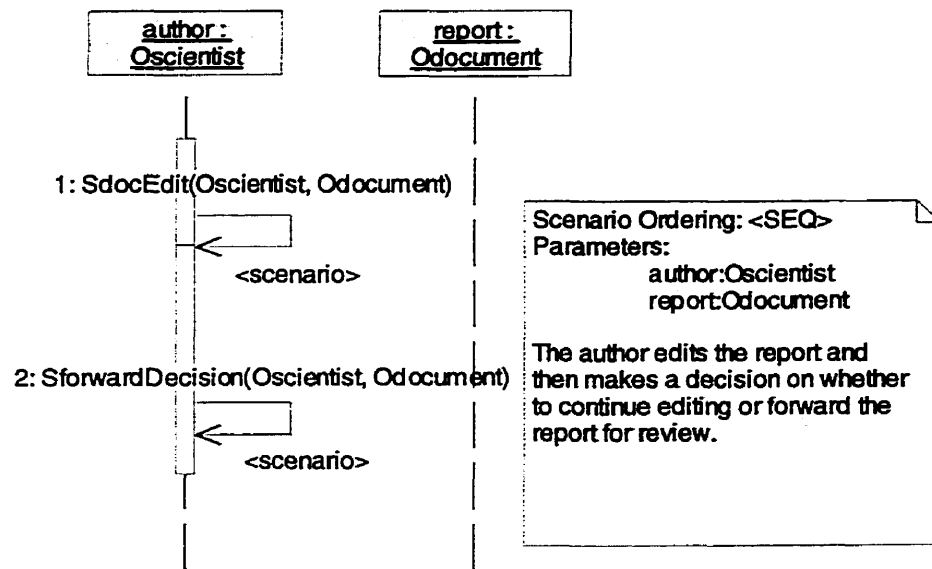 author :
Oscientist
report :
Odocument
1: SdocEdit(Oscientist, Odocument)
<scenario>
2: SforwardDecision(Oscientist, Odocument)
<scenario>
Scenario Ordering: <SEQ>
Parameters:
author:Oscientist
report:Odocument
The author edits the report and
then makes a decision on whether
to continue editing or forward the
report for review.